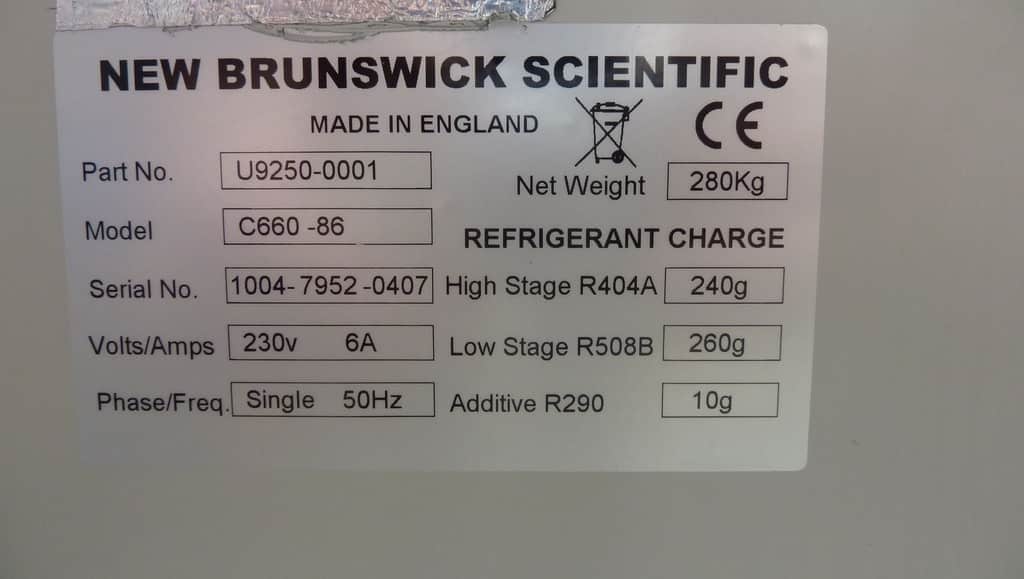 NEW BRUNSWICK SCIENTIFIC
MADE IN ENGLAND
CE
Part No. U9250-0001
Net Weight 280Kg
Model C660 -86
REFRIGERANT CHARGE
Serial No. 1004- 7952 -0407 High Stage R404A 240g
Volts/Amps 230v 6A Low Stage R508B 260g
Phase/Freq. Single 50Hz Additive R290 10g